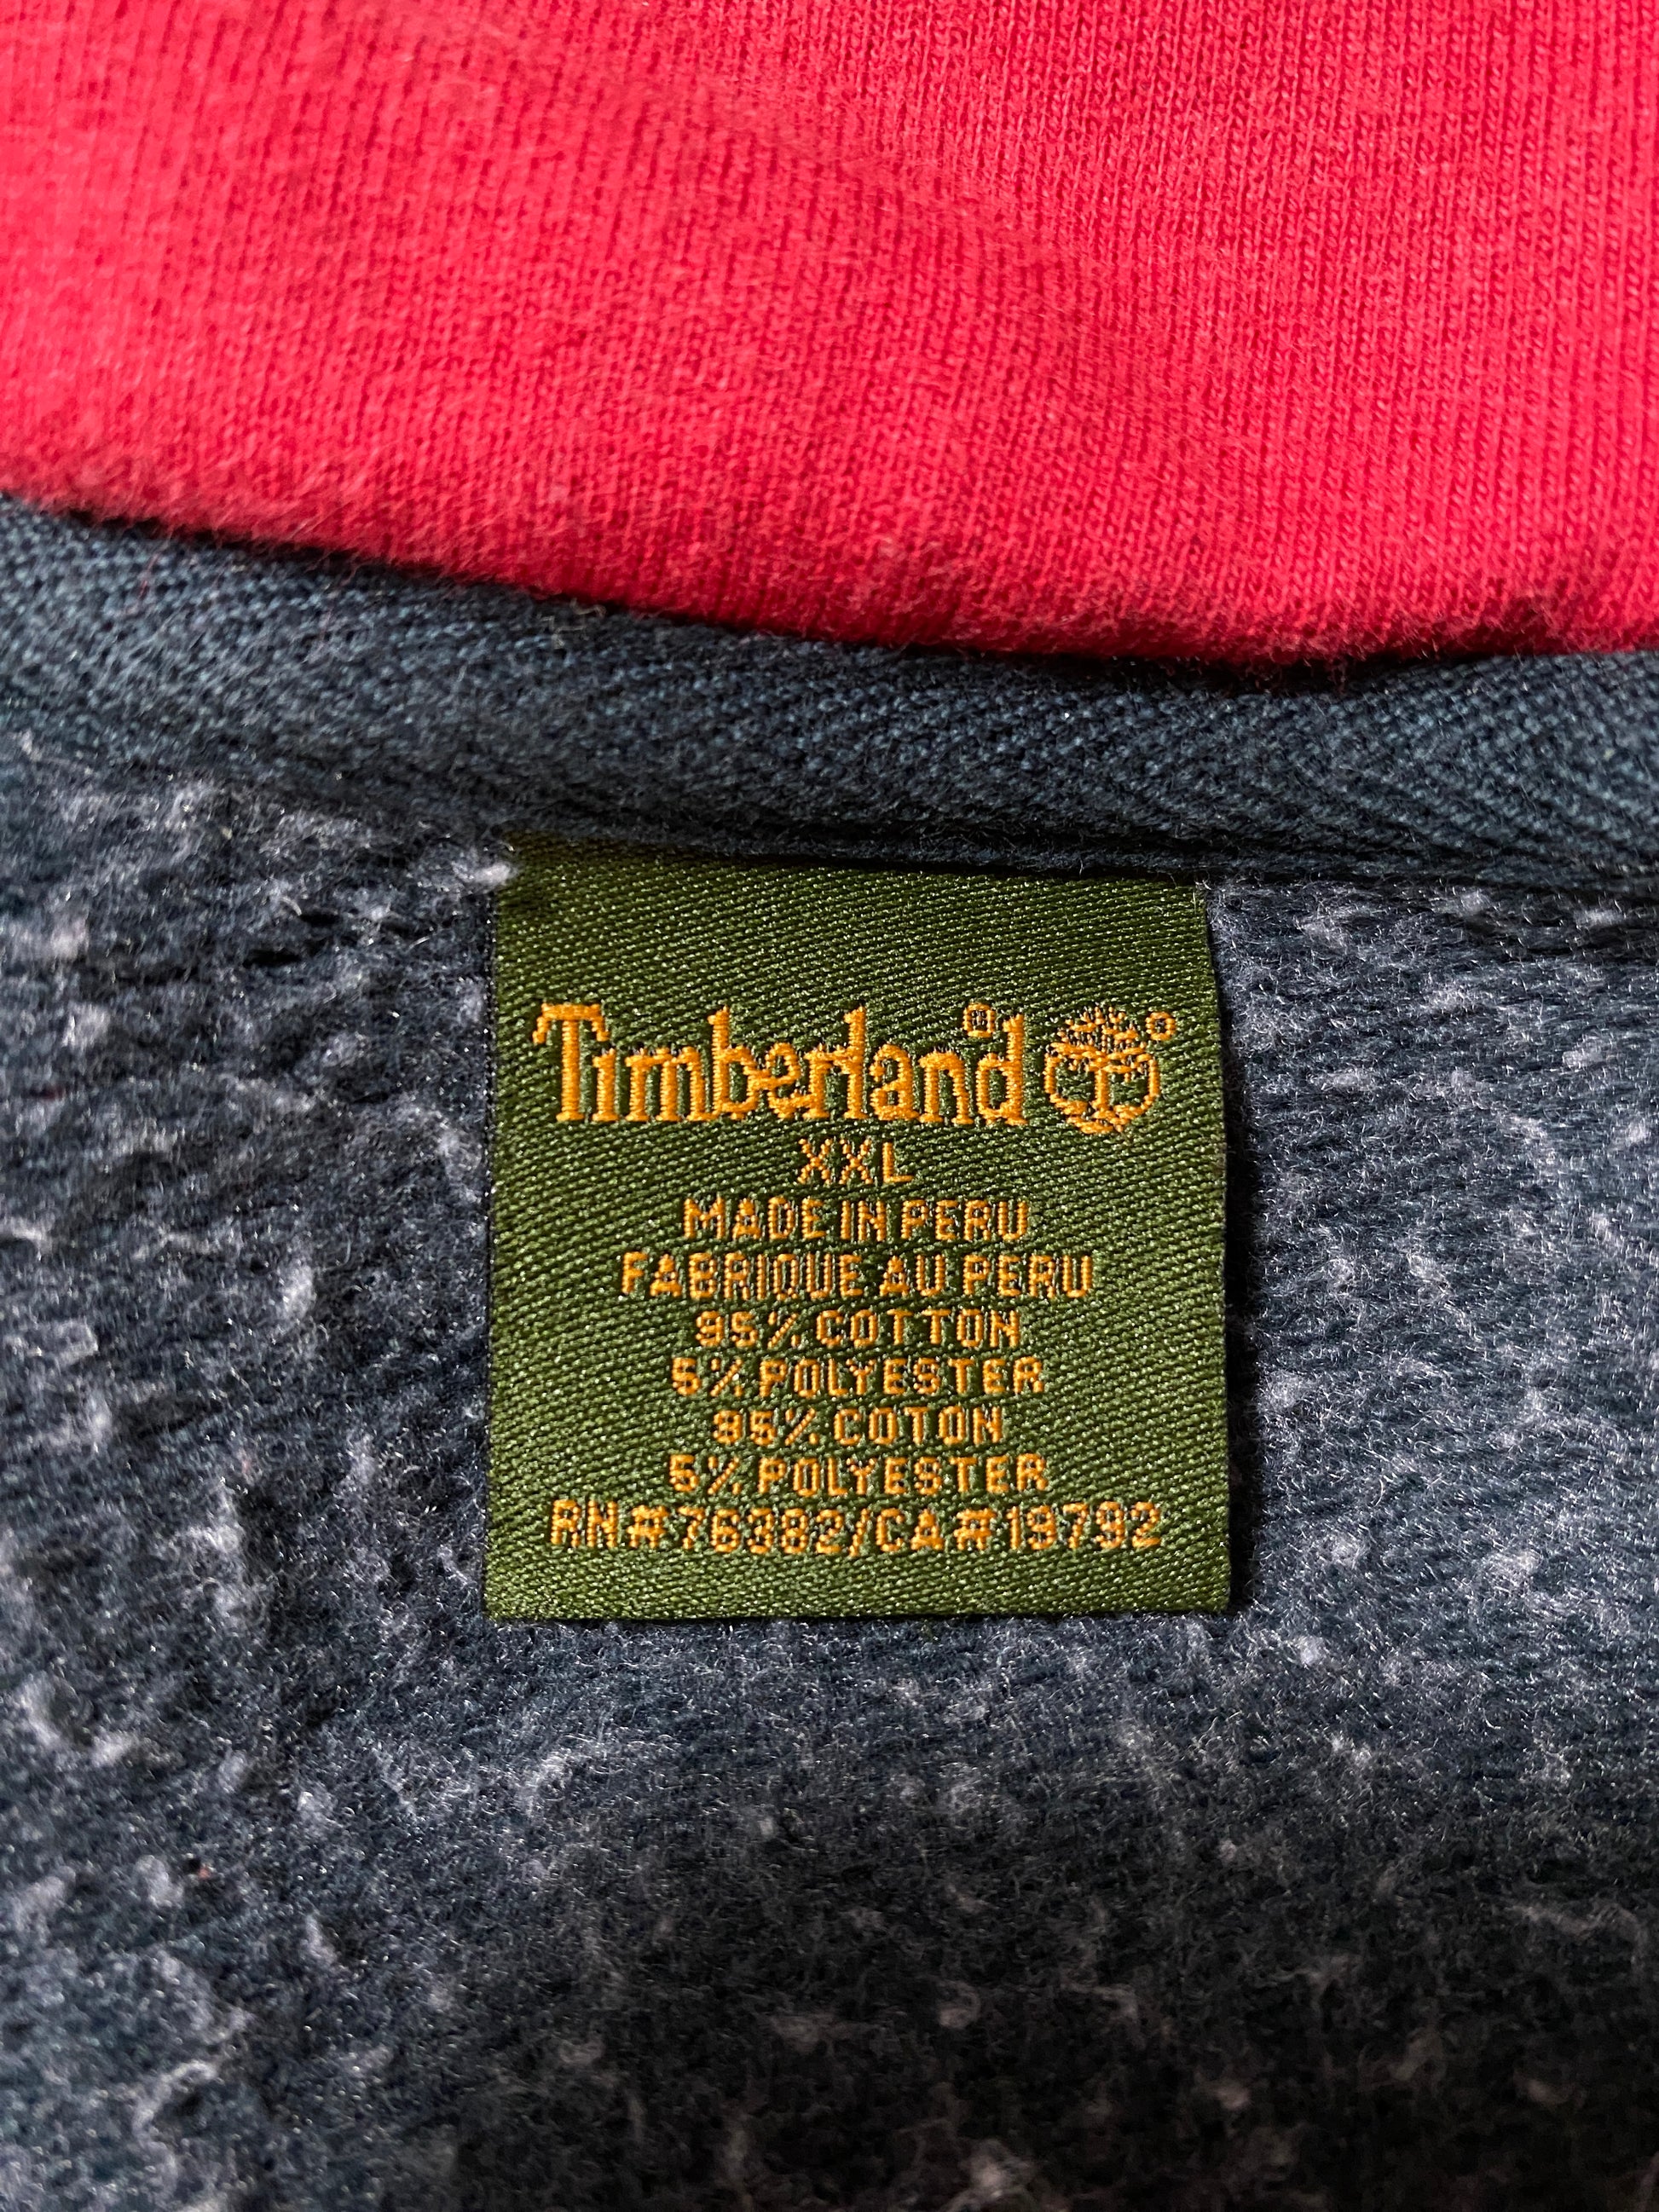 Timberland®
XXL
MADE IN PERU
FABRIQUE AU PERU
95% COTTON
5% POLYESTER
95% COTON
5% POLYESTER
RN#76382/CA#19792